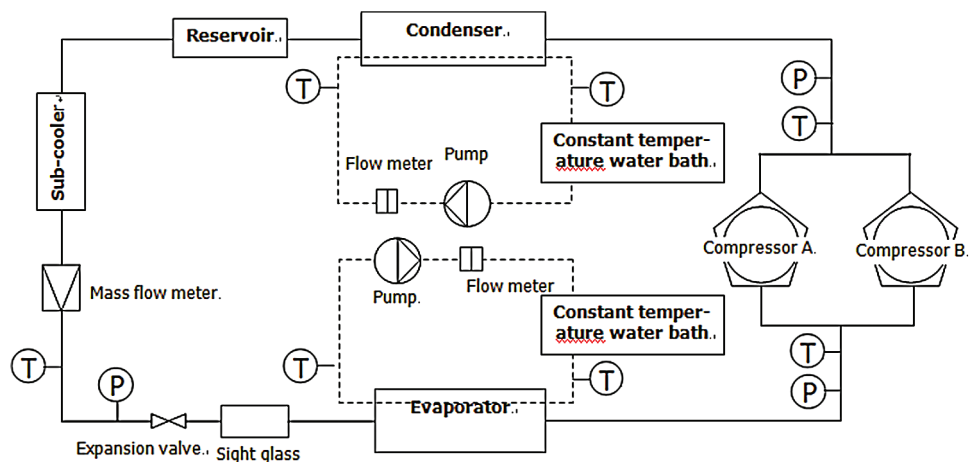 Reservoir.
Condenser.
P
T
T
T
Sub-cooler
Constant temper-
ature water bath.
Flow meter
Pump
Compressor A.
Compressor B.
Mass flow meter.
Pump.
Flow meter
Constant temper-
ature water bath.
T
T
T
T
P
P
Evaporator.
Expansion valve.
Sight glass